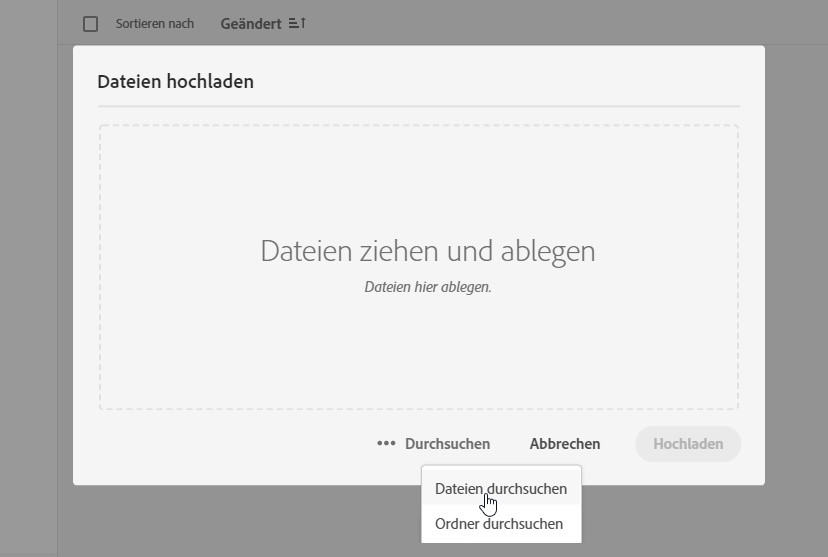 Sortieren nach Geändert
Dateien hochladen
Dateien ziehen und ablegen
Dateien hier ablegen.
••• Durchsuchen Abbrechen Hochladen
Dateien durchsuchen
Ordner durchsuchen